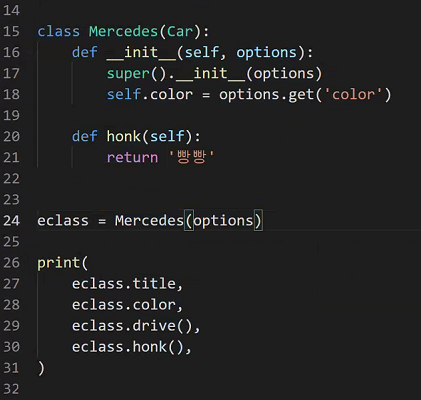 14
15 class Mercedes(Car):
16     def __init__(self, options):
17         super().__init__(options)
18         self.color = options.get('color')
19
20     def honk(self):
21         return '빵빵'
22
23
24 eclass = Mercedes(options)
25
26 print(
27     eclass.title,
28     eclass.color,
29     eclass.drive(),
30     eclass.honk(),
31 )
32